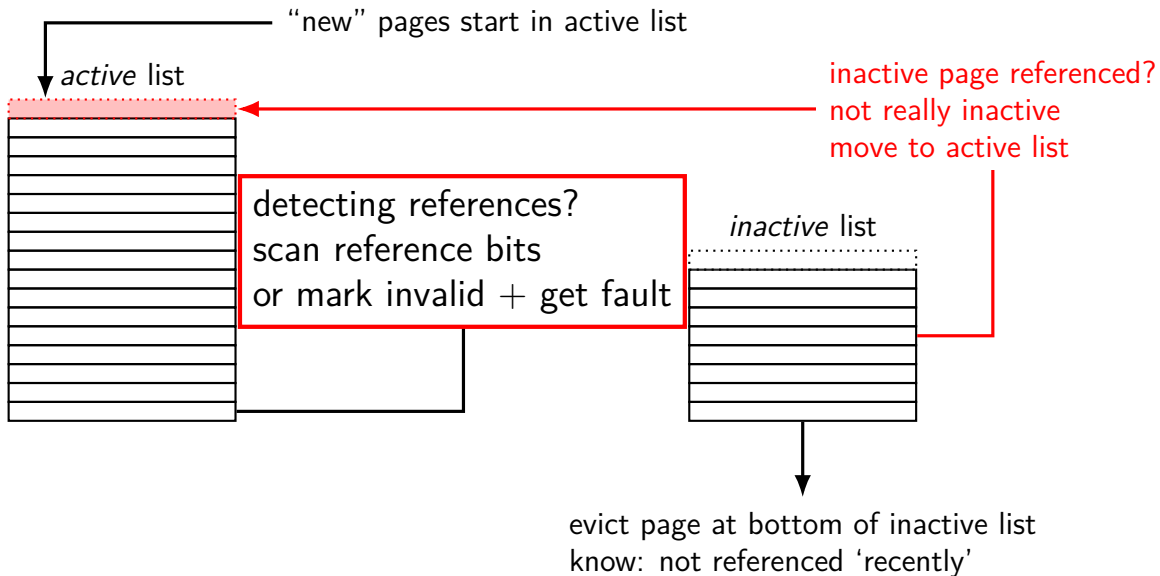 “new” pages start in active list
active list
inactive page referenced?
not really inactive
move to active list
detecting references?
scan reference bits
or mark invalid + get fault
inactive list
evict page at bottom of inactive list
know: not referenced ‘recently’